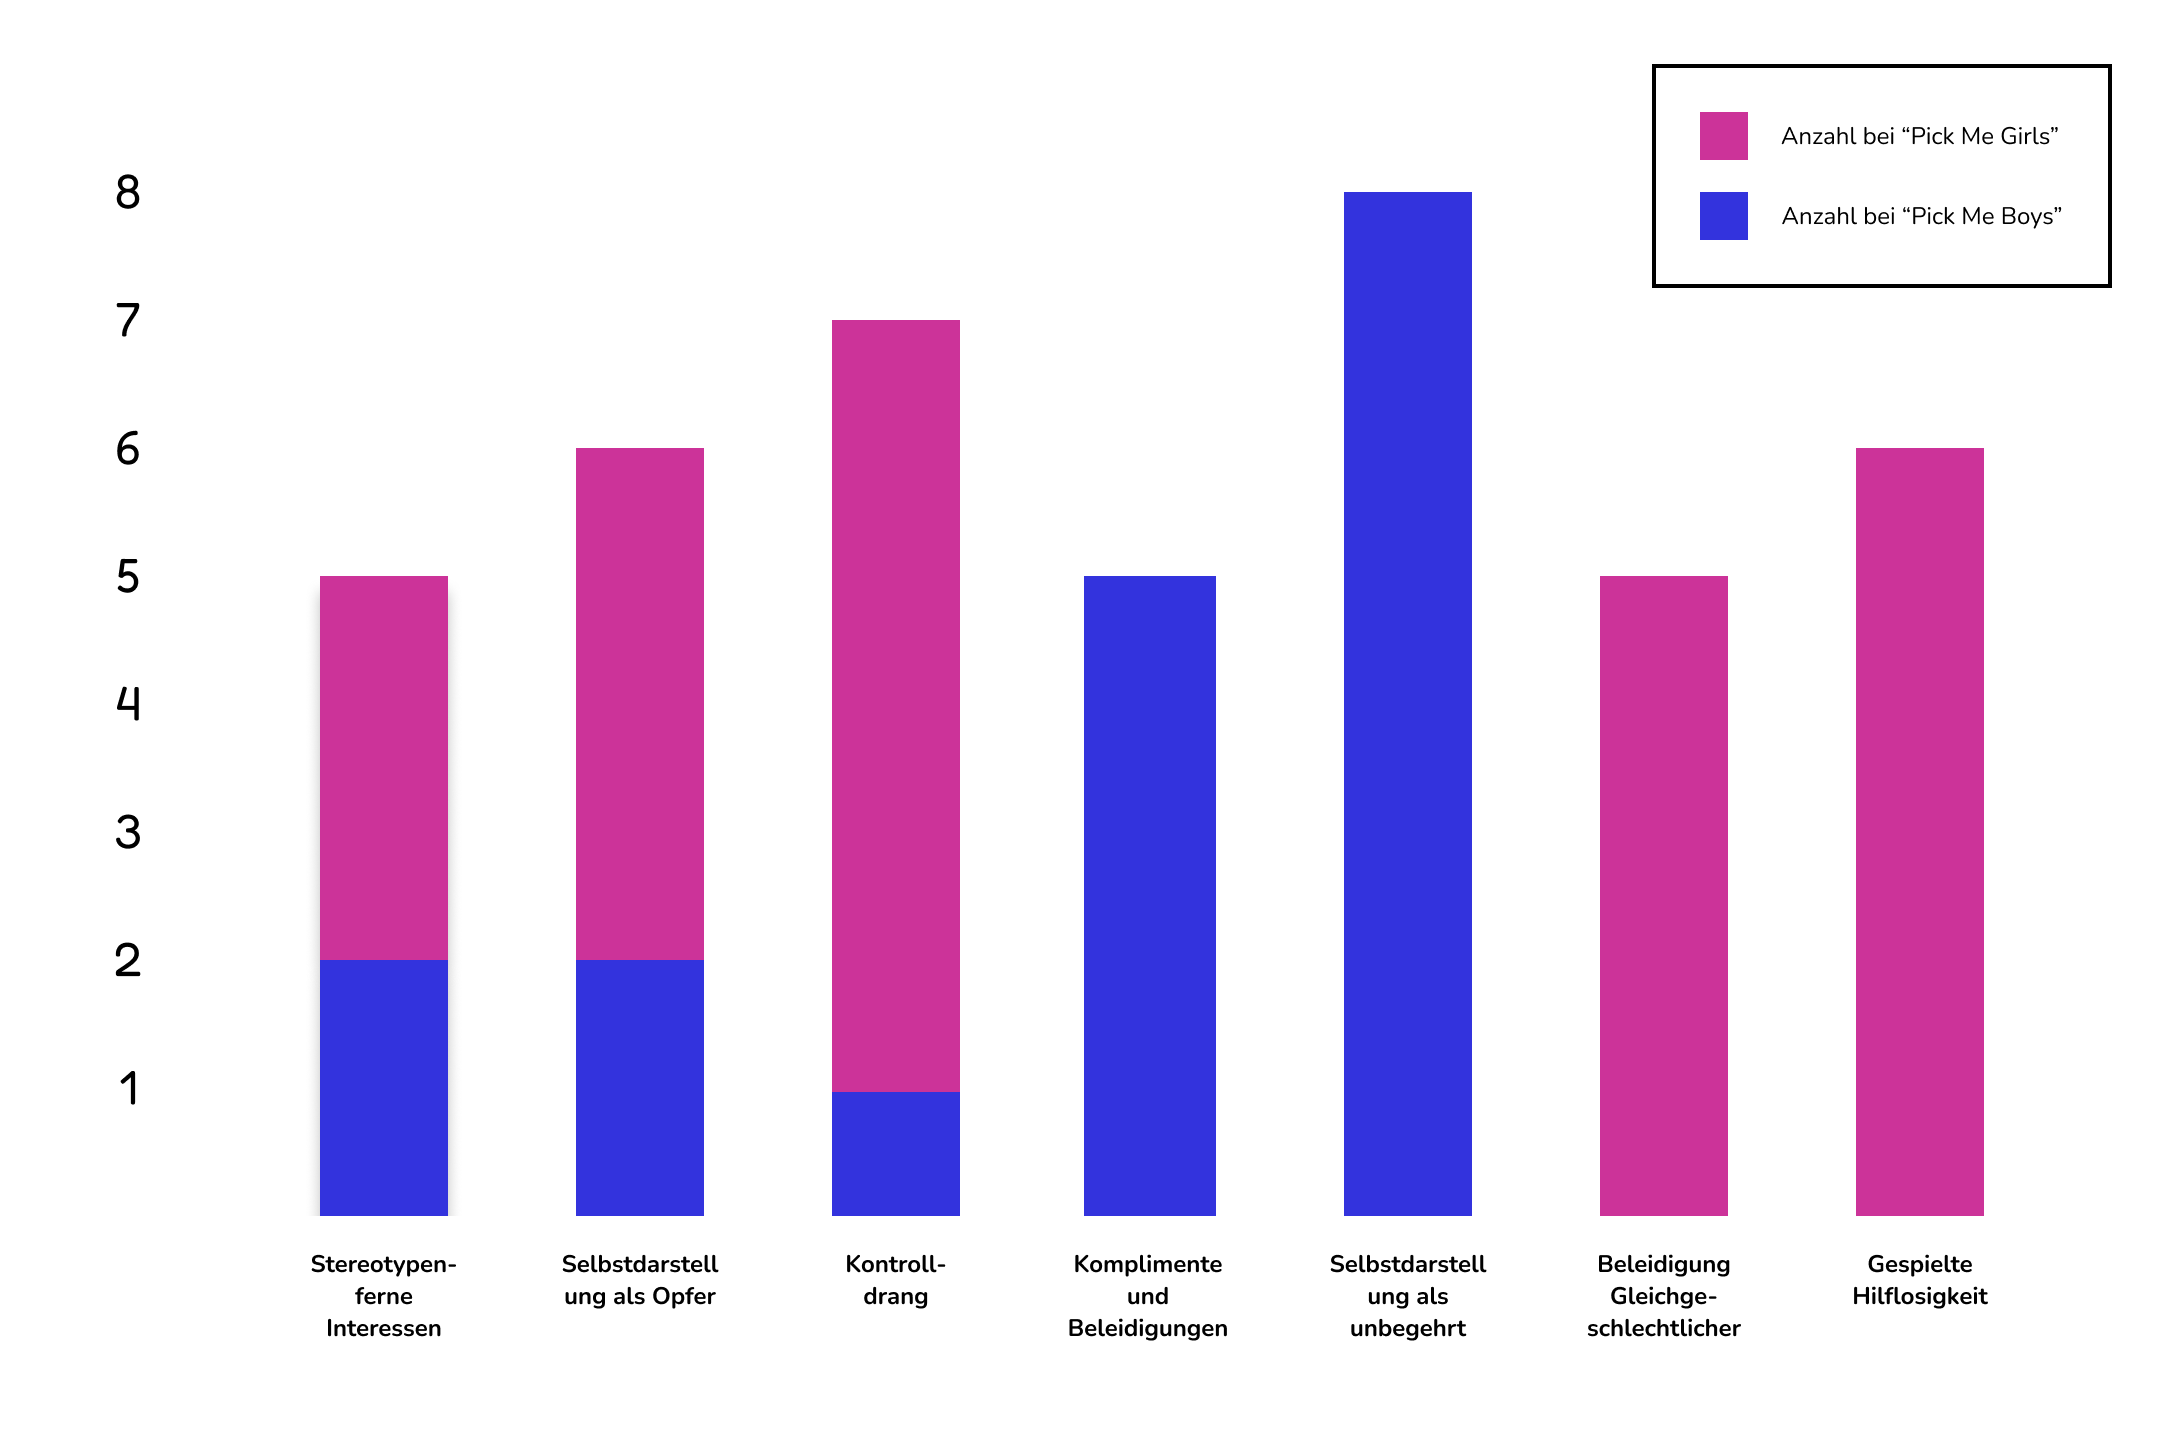 Anzahl bei “Pick Me Girls”
Anzahl bei “Pick Me Boys”
8
7
6
5
4
3
2
1
Stereotypen-
ferne
Interessen
Selbstdarstell
ung als Opfer
Kontroll-
drang
Komplimente
und
Beleidigungen
Selbstdarstell
ung als
unbegehrt
Beleidigung
Gleichge-
schlechtlicher
Gespielte
Hilflosigkeit